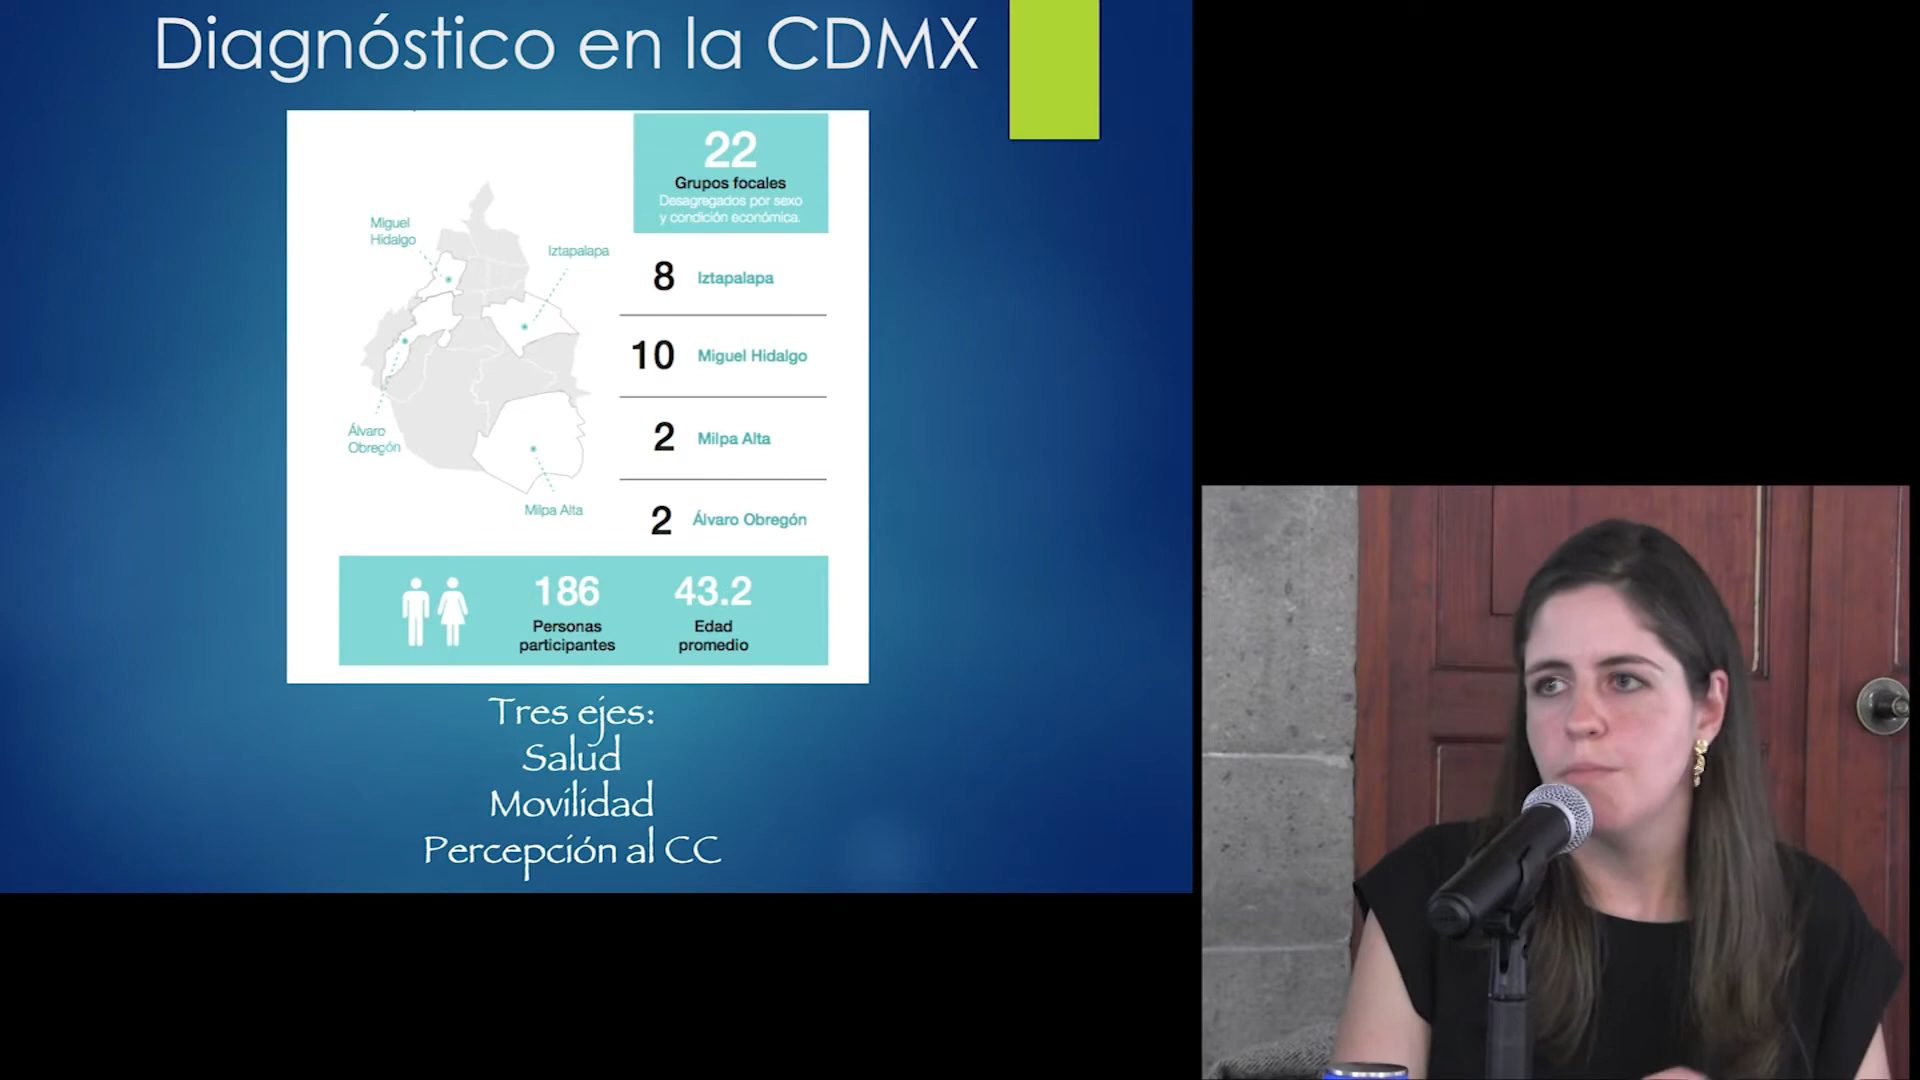 Diagnóstico en la CDMX
22
Grupos focales
Desagregados por sexo
y condición económica.
Miguel
Hidalgo
Iztapalapa
Álvaro
Obregón
Milpa Alta
8 Iztapalapa
10 Miguel Hidalgo
2 Milpa Alta
2 Álvaro Obregón
186
Personas
participantes
43.2
Edad
promedio
Tres ejes:
Salud
Movilidad
Percepción al CC